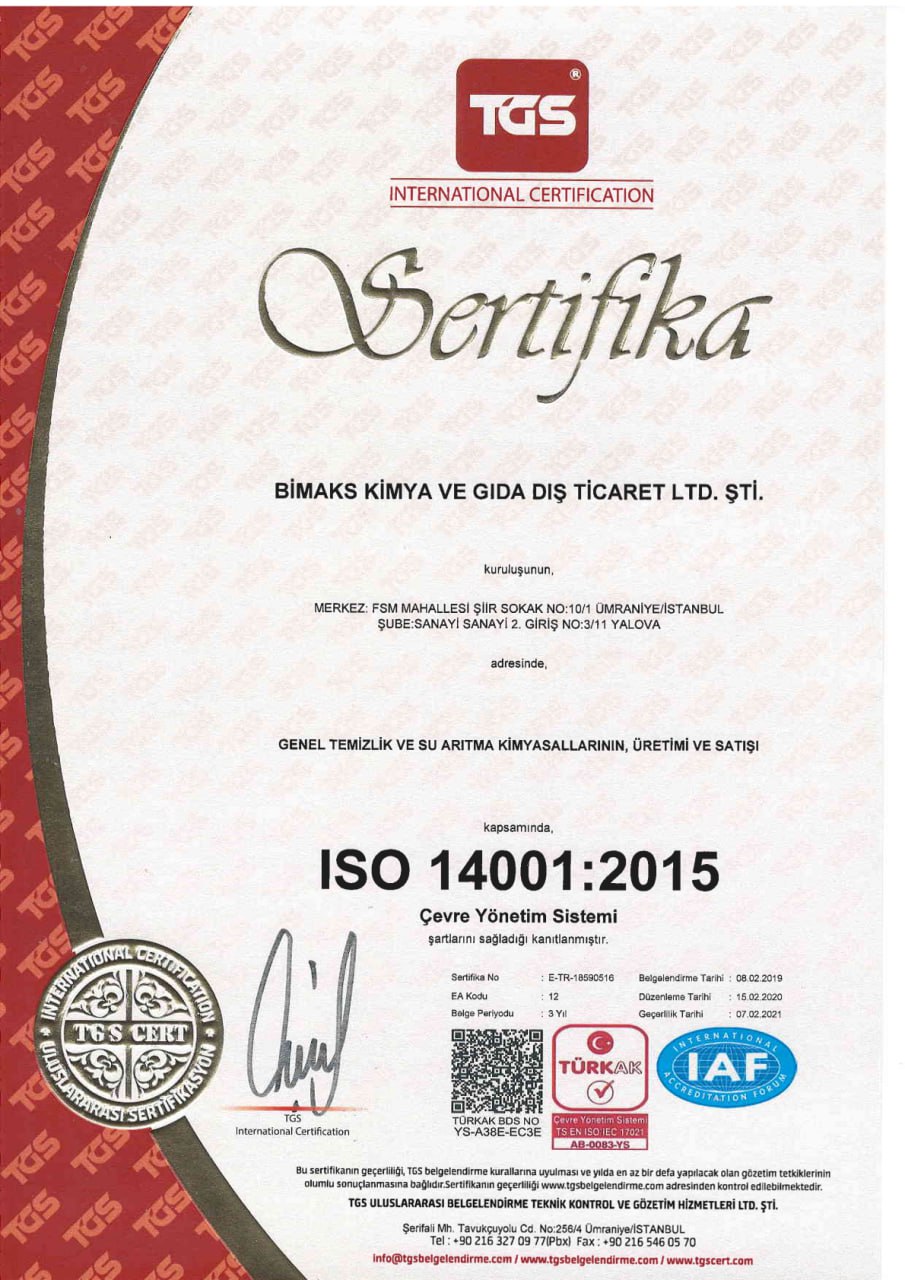 TGS ®
INTERNATIONAL CERTIFICATION
Sertifika
BİMAKS KİMYA VE GIDA DIŞ TİCARET LTD. ŞTİ.
kuruluşunun,
MERKEZ: FSM MAHALLESİ ŞİİR SOKAK NO:10/1 ÜMRANİYE/İSTANBUL
ŞUBE:SANAYİ SANAYİ 2. GİRİŞ NO:3/11 YALOVA
adresinde,
GENEL TEMİZLİK VE SU ARITMA KİMYASALLARININ, ÜRETİMİ VE SATIŞI
kapsamında,
ISO 14001:2015
Çevre Yönetim Sistemi
şartlarını sağladığı kanıtlanmıştır.
Sertifika No : E-TR-18590516 Belgelendirme Tarihi : 08.02.2019
EA Kodu : 12 Düzenleme Tarihi : 15.02.2020
Belge Periyodu : 3 Yıl Geçerlilik Tarihi : 07.02.2021
INTERNATIONAL CERTIFICATION
TGS CERT
ULUSLARARASI SERTİFİKASYON
TGS
International Certification
TÜRKAK BDS NO
YS-A38E-EC3E
TÜRKAK
Çevre Yönetim Sistemi
TS EN ISO/IEC 17021
AB-0083-YS
INTERNATIONAL
IAF
ACCREDITATION FORUM
Bu sertifikanın geçerliliği, TGS belgelendirme kurallarına uyulması ve yılda en az bir defa yapılacak olan gözetim tetkiklerinin
olumlu sonuçlanmasına bağlıdır.Sertifikanın geçerliliği www.tgsbelgelendirme.com adresinden kontrol edilebilmektedir.
TGS ULUSLARARASI BELGELENDİRME TEKNİK KONTROL VE GÖZETİM HİZMETLERİ LTD. ŞTİ.
Şerifali Mh. Tavukçuyolu Cd. No:256/4 Ümraniye/İSTANBUL
Tel : +90 216 327 09 77(Pbx) Fax : +90 216 546 05 70
info@tgsbelgelendirme.com / www.tgsbelgelendirme.com / www.tgscert.com